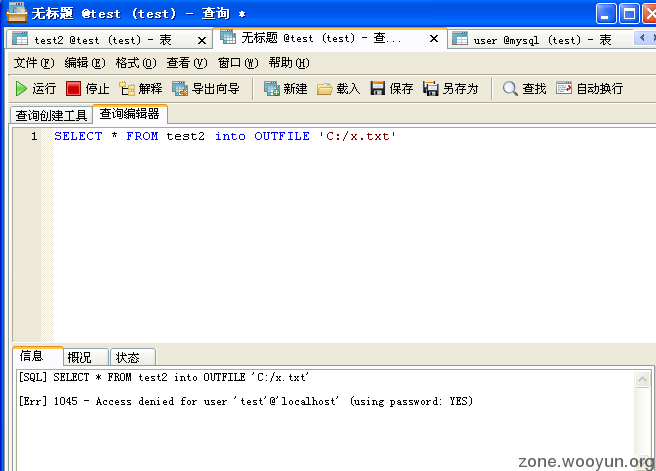 无标题 @test (test) - 查询 *
test2 @test (test) - 表
无标题 @test (test) - 查...
user @mysql (test) - 表
文件(F) 编辑(E) 格式(O) 查看(V) 窗口(W) 帮助(H)
运行 停止 解释 导出向导 新建 载入 保存 另存为 查找 自动换行
查询创建工具 查询编辑器
1 SELECT * FROM test2 into OUTFILE 'C:/x.txt'
信息 概况 状态
[SQL] SELECT * FROM test2 into OUTFILE 'C:/x.txt'
[Err] 1045 - Access denied for user 'test'@'localhost' (using password: YES)
zone.wooyun.org